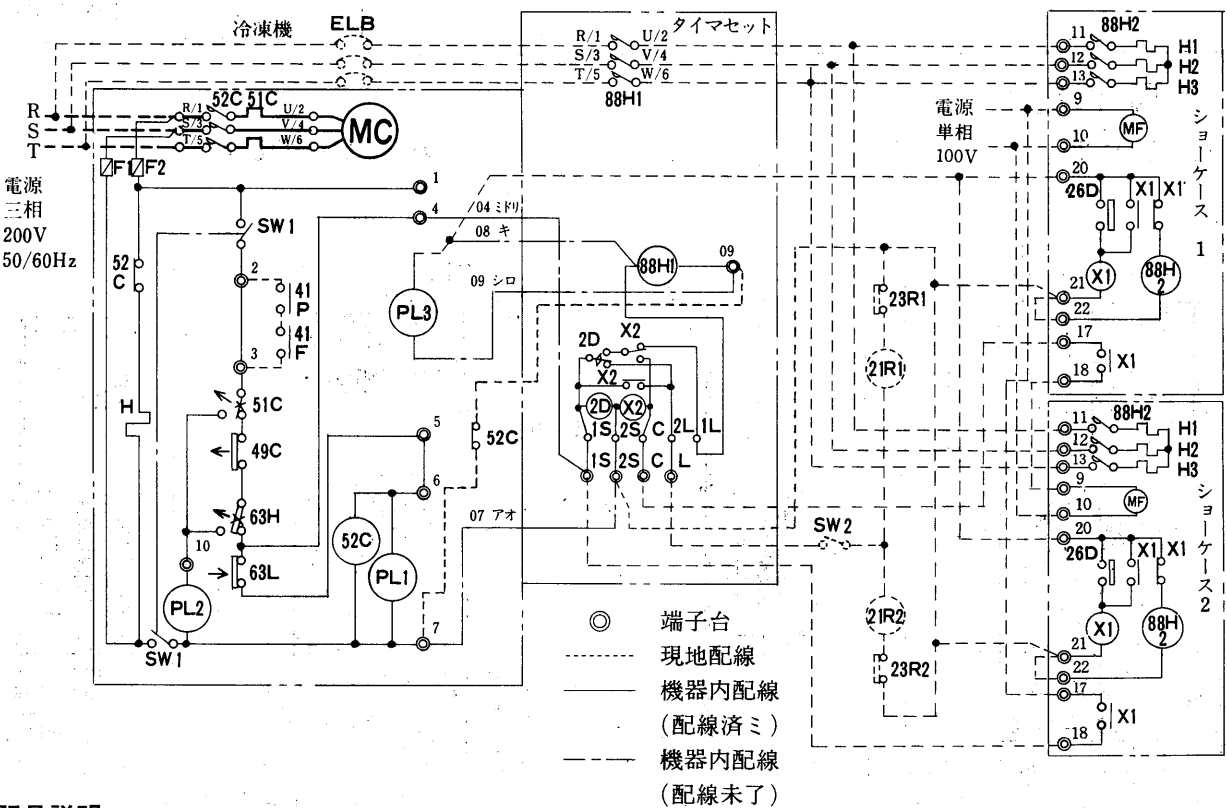 冷凍機
ELB
タイマセット
R/1 U/2
S/3 V/4
T/5 W/6
88H1
R
S
T
電源
三相
200V
50/60Hz
52C 51C
R/1 U/2
S/3 V/4
T/5 W/6
MC
F1 F2
1
4
SW1
52
C
2
41
P
41
F
3
H
51C
49C
63H
10
63L
PL2
SW1
5
6
52C
PL1
7
PL3
/04 ミドリ
08 キ
09 シロ
07 アオ
52C
88H1
09
2D
X2
X2
2D
X2
1S 2S C 2L 1L
1S 2S C L
SW2
23R1
21R1
21R2
23R2
電源
単相
100V
11 88H2
12
13
H1
H2
H3
9
10
MF
20
26D X1 X1
X1
88H
2
21
22
17
18
X1
ショーケース 1
11 88H2
12
13
H1
H2
H3
9
10
MF
20
26D X1 X1
X1
88H
2
21
22
17
18
X1
ショーケース2
端子台
現地配線
機器内配線
(配線済ミ)
機器内配線
(配線未了)